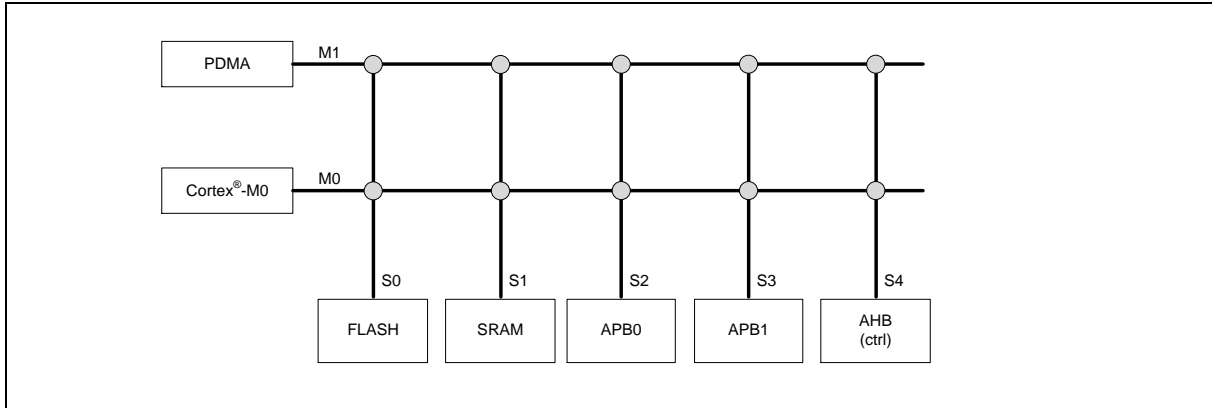 PDMA
M1
Cortex®-M0
M0
S0
S1
S2
S3
S4
FLASH
SRAM
APB0
APB1
AHB
(ctrl)